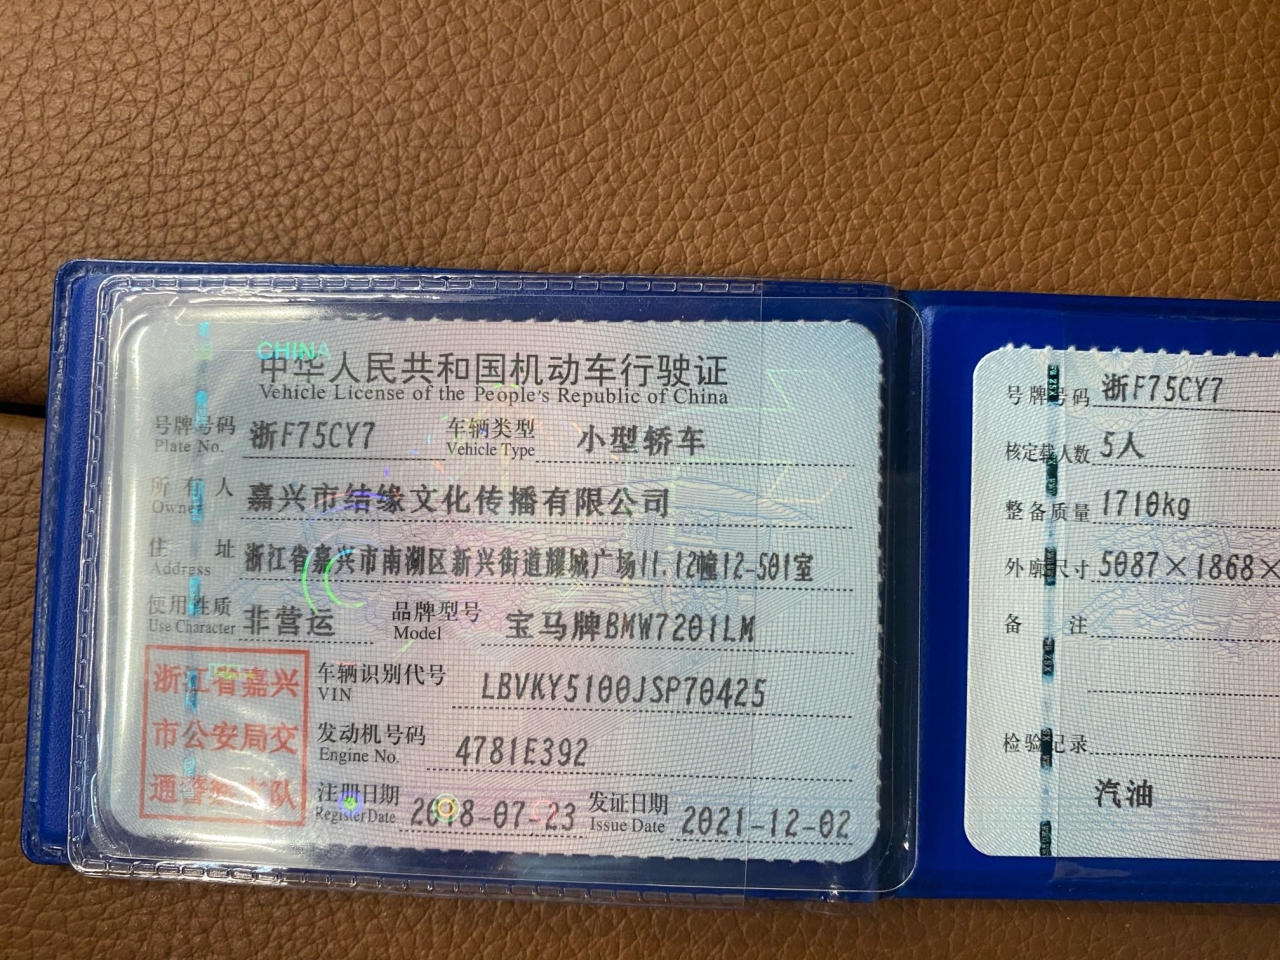 CHINA
中华人民共和国机动车行驶证
Vehicle License of the People's Republic of China
号牌号码 Plate No. 浙F75CY7 车辆类型 Vehicle Type 小型轿车
所有人 Owner 嘉兴市结缘文化传播有限公司
住址 Address 浙江省嘉兴市南湖区新兴街道耀城广场11.12幢12-501室
使用性质 Use Character 非营运 品牌型号 Model 宝马牌BMW7201LM
浙江省嘉兴
市公安局交
通警察支队
车辆识别代号 VIN LBVKY5100JSP70425
发动机号码 Engine No. 4781E392
注册日期 Register Date 2018-07-23 发证日期 Issue Date 2021-12-02
号牌号码 浙F75CY7
核定载人数 5人
整备质量 1710kg
外廓尺寸 5087×1868×
备注
检验记录
汽油